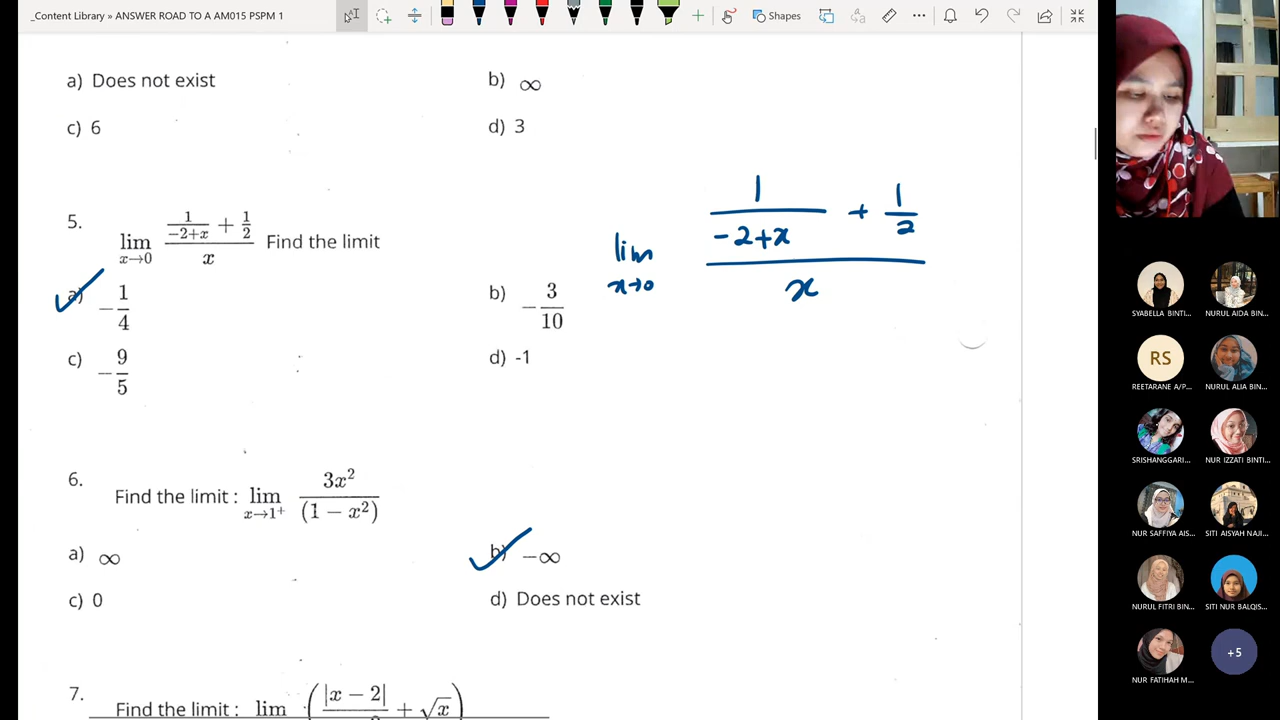 _Content Library » ANSWER ROAD TO A AM015 PSPM 1
Shapes
a) Does not exist
b) ∞
c) 6
d) 3
5. lim x→0 (1/(-2+x) + 1/2)/x Find the limit
lim x→0 (1/(-2+x) + 1/2)/x
a) -1/4
b) -3/10
c) -9/5
d) -1
6. Find the limit : lim x→1⁺ 3x²/(1 − x²)
a) ∞
b) −∞
c) 0
d) Does not exist
7. Find the limit : lim (|x − 2| + √x)
SYABELLA BINTI...
NURUL AIDA BIN...
RS
REETARANE A/P...
NURUL ALIA BIN...
SRISHANGGARI...
NUR IZZATI BINTI...
NUR SAFFIYA AIS...
SITI AISYAH NAJI...
NURUL FITRI BIN...
SITI NUR BALQIS...
NUR FATIHAH M...
+5